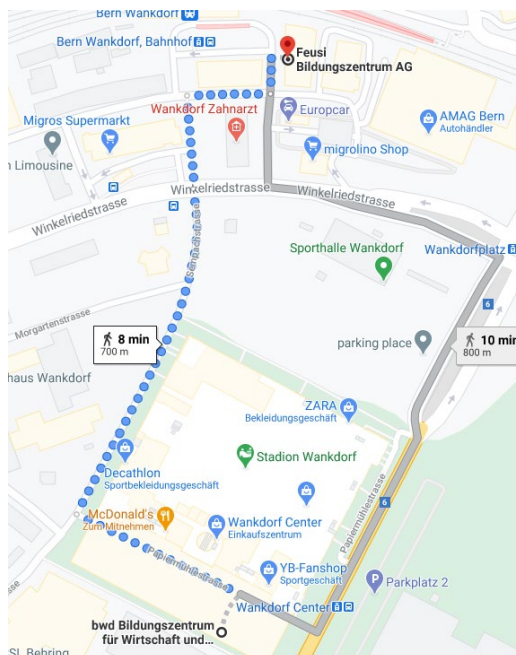 Bern Wankdorf
Bern Wankdorf, Bahnhof
Feusi
Bildungszentrum AG
Wankdorf Zahnarzt
Europcar
AMAG Bern
Autohändler
Migros Supermarkt
migrolino Shop
Limousine
Winkelriedstrasse
Winkelriedstrasse
Winkelriedstrasse
Sporthalle Wankdorf
Wankdorfplatz
6
Morgartenstrasse
8 min
700 m
parking place
10 min
800 m
haus Wankdorf
ZARA
Bekleidungsgeschäft
Stadion Wankdorf
Decathlon
Sportbekleidungsgeschäft
McDonald's
Zum Mitnehmen
6
Papiermühlestrasse
Wankdorf Center
Einkaufszentrum
Papiermühlestrasse
YB-Fanshop
Sportgeschäft
P
Parkplatz 2
Wankdorf Center
bwd Bildungszentrum
für Wirtschaft und...
SL Behring